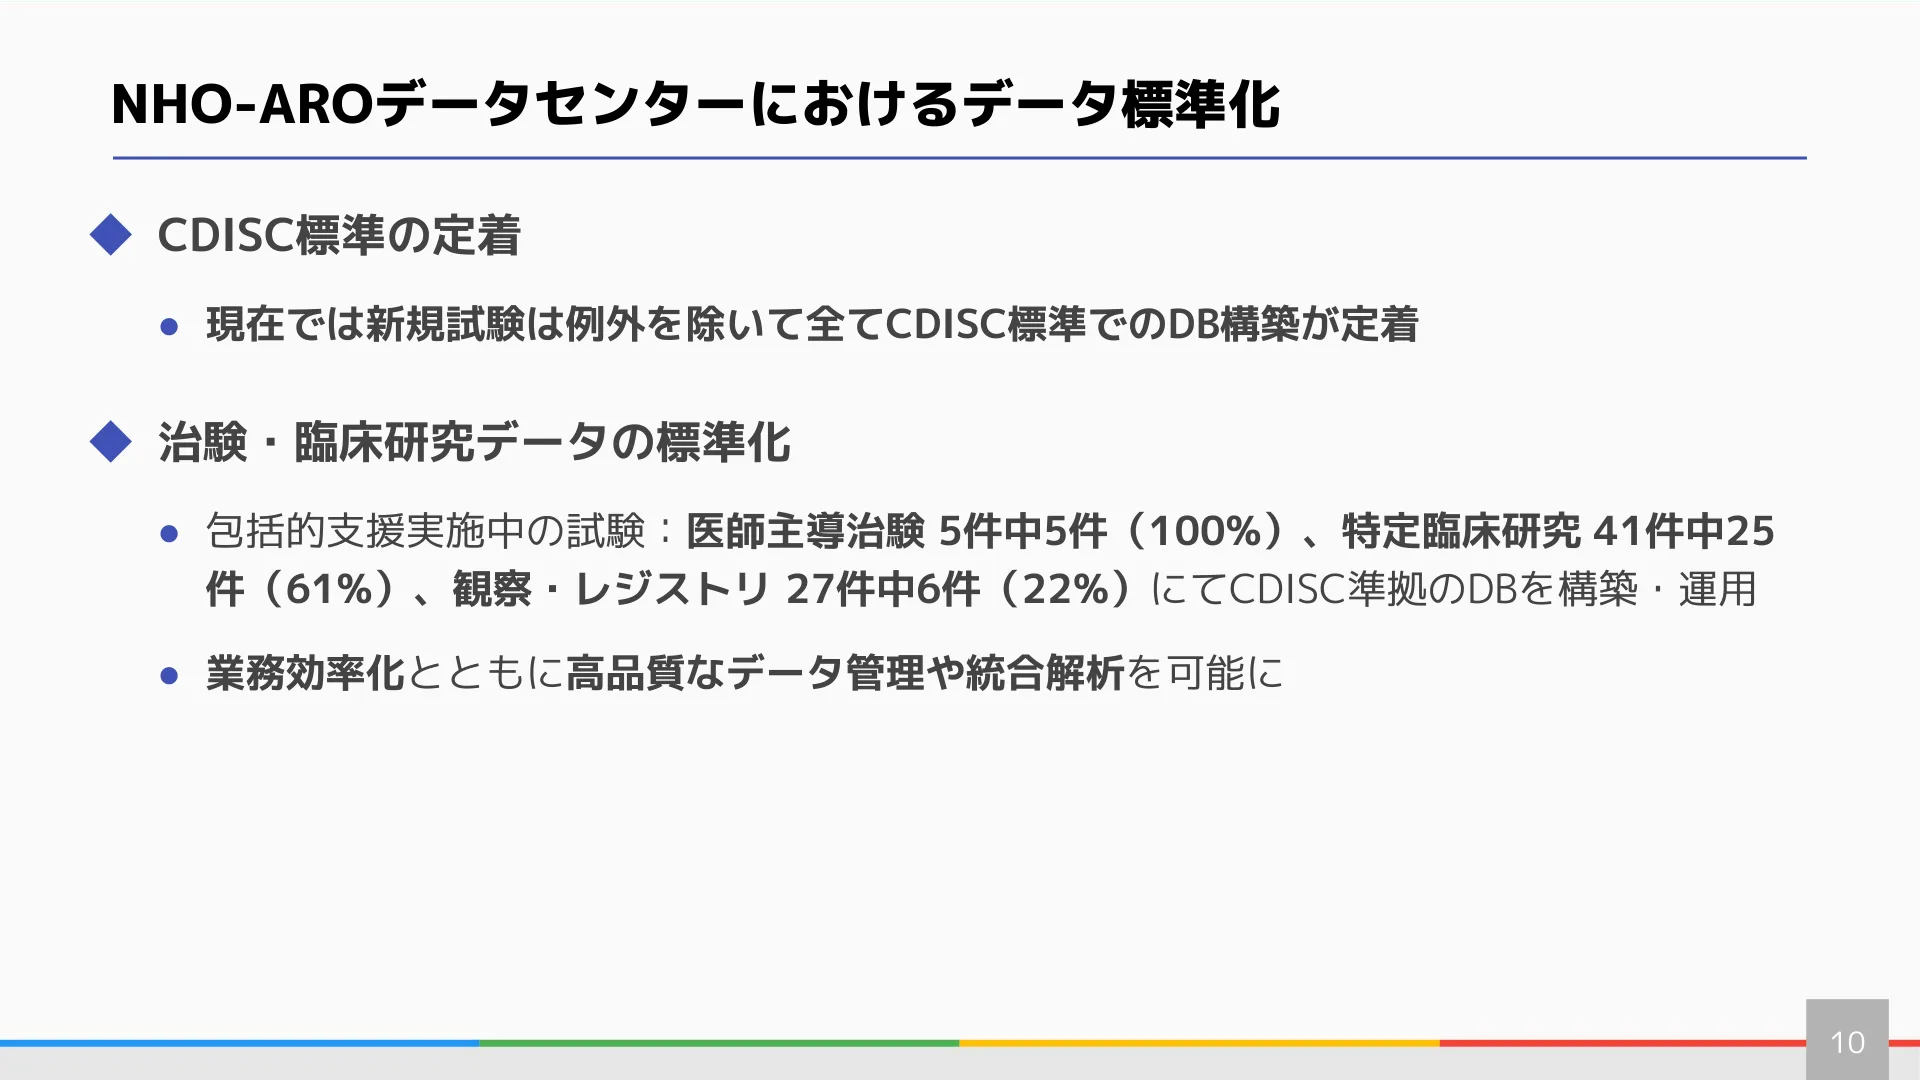 NHO-AROデータセンターにおけるデータ標準化
CDISC標準の定着
現在では新規試験は例外を除いて全てCDISC標準でのDB構築が定着
治験・臨床研究データの標準化
包括的支援実施中の試験：医師主導治験 5件中5件（100%）、特定臨床研究 41件中25
件（61%）、観察・レジストリ 27件中6件（22%）にてCDISC準拠のDBを構築・運用
業務効率化とともに高品質なデータ管理や統合解析を可能に
10